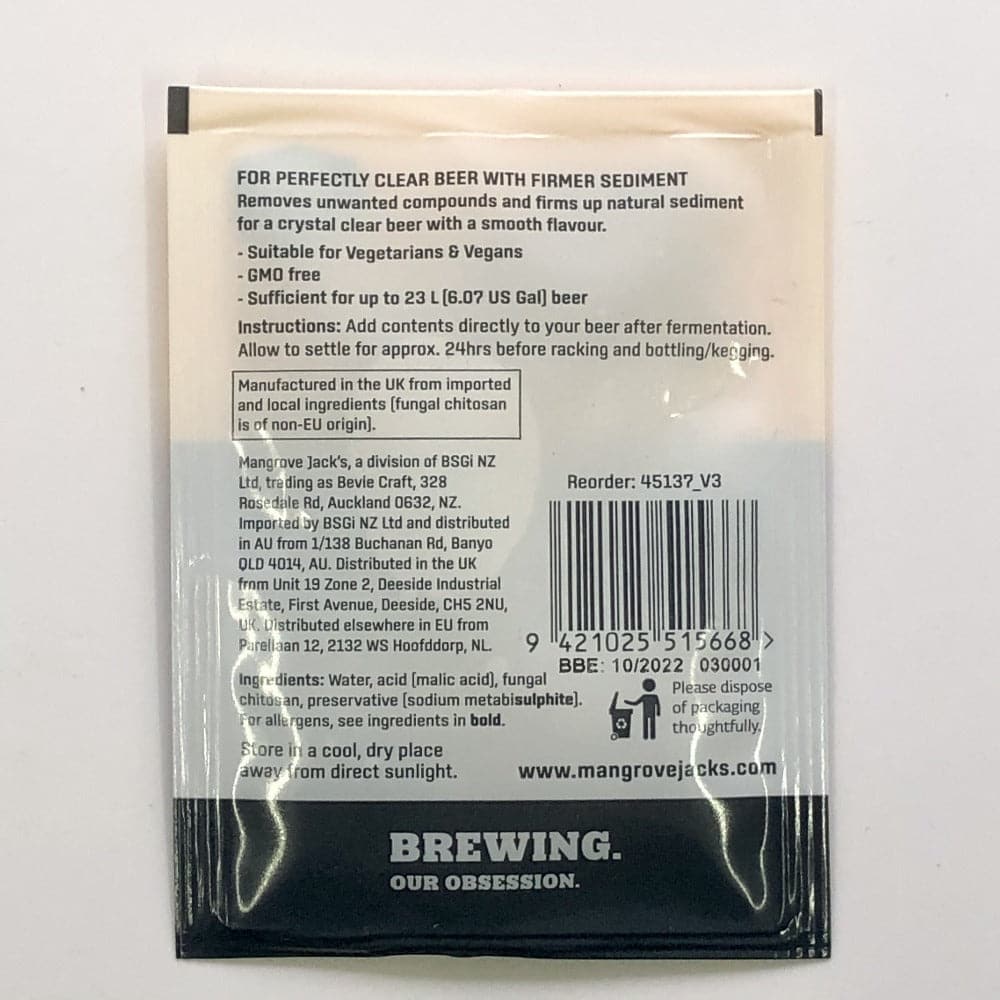 FOR PERFECTLY CLEAR BEER WITH FIRMER SEDIMENT
Removes unwanted compounds and firms up natural sediment
for a crystal clear beer with a smooth flavour.
- Suitable for Vegetarians & Vegans
- GMO free
- Sufficient for up to 23 L (6.07 US Gal) beer
Instructions: Add contents directly to your beer after fermentation.
Allow to settle for approx. 24hrs before racking and bottling/kegging.
Manufactured in the UK from imported
and local ingredients (fungal chitosan
is of non-EU origin).
Mangrove Jack's, a division of BSGi NZ
Ltd, trading as Bevie Craft, 328
Rosedale Rd, Auckland 0632, NZ.
Imported by BSGi NZ Ltd and distributed
in AU from 1/138 Buchanan Rd, Banyo
QLD 4014, AU. Distributed in the UK
from Unit 19 Zone 2, Deeside Industrial
Estate, First Avenue, Deeside, CH5 2NU,
UK. Distributed elsewhere in EU from
Parellaan 12, 2132 WS Hoofddorp, NL.
Ingredients: Water, acid (malic acid), fungal
chitosan, preservative (sodium metabisulphite).
For allergens, see ingredients in bold.
Store in a cool, dry place
away from direct sunlight.
Reorder: 45137_V3
9 421025 515668 >
BBE: 10/2022 030001
Please dispose
of packaging
thoughtfully.
www.mangrovejacks.com
BREWING.
OUR OBSESSION.